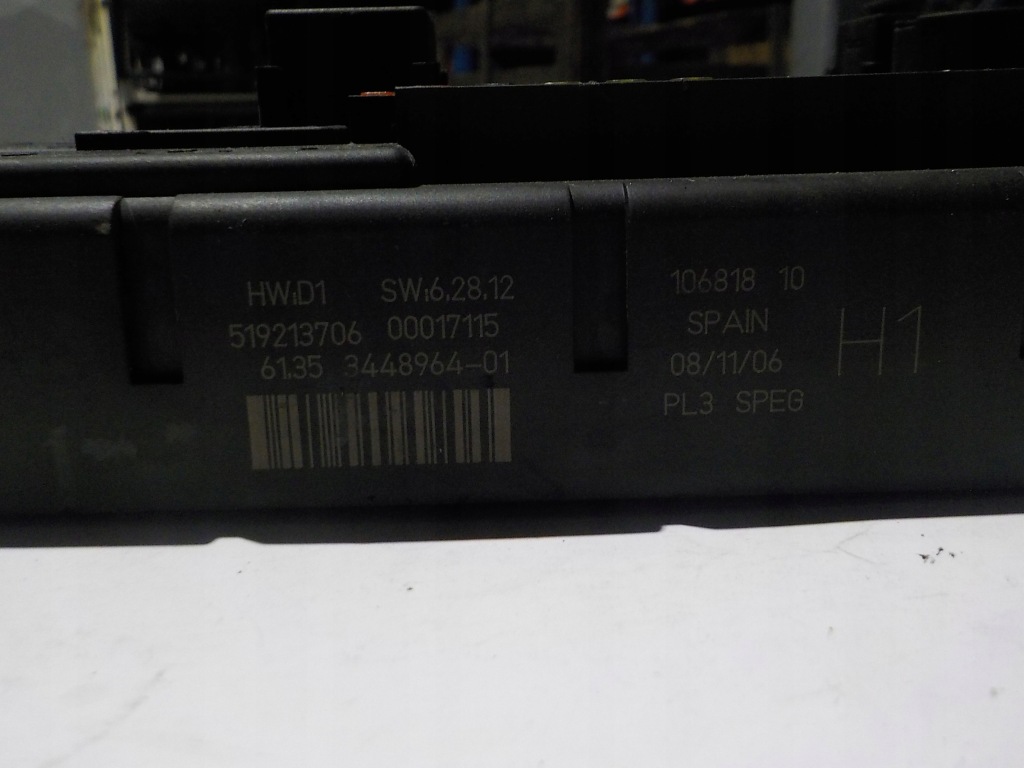 HW:D1 SW:6.28.12
519213706 00017115
61.35 3448964-01
106818 10
SPAIN
08/11/06
PL3 SPEG
H1